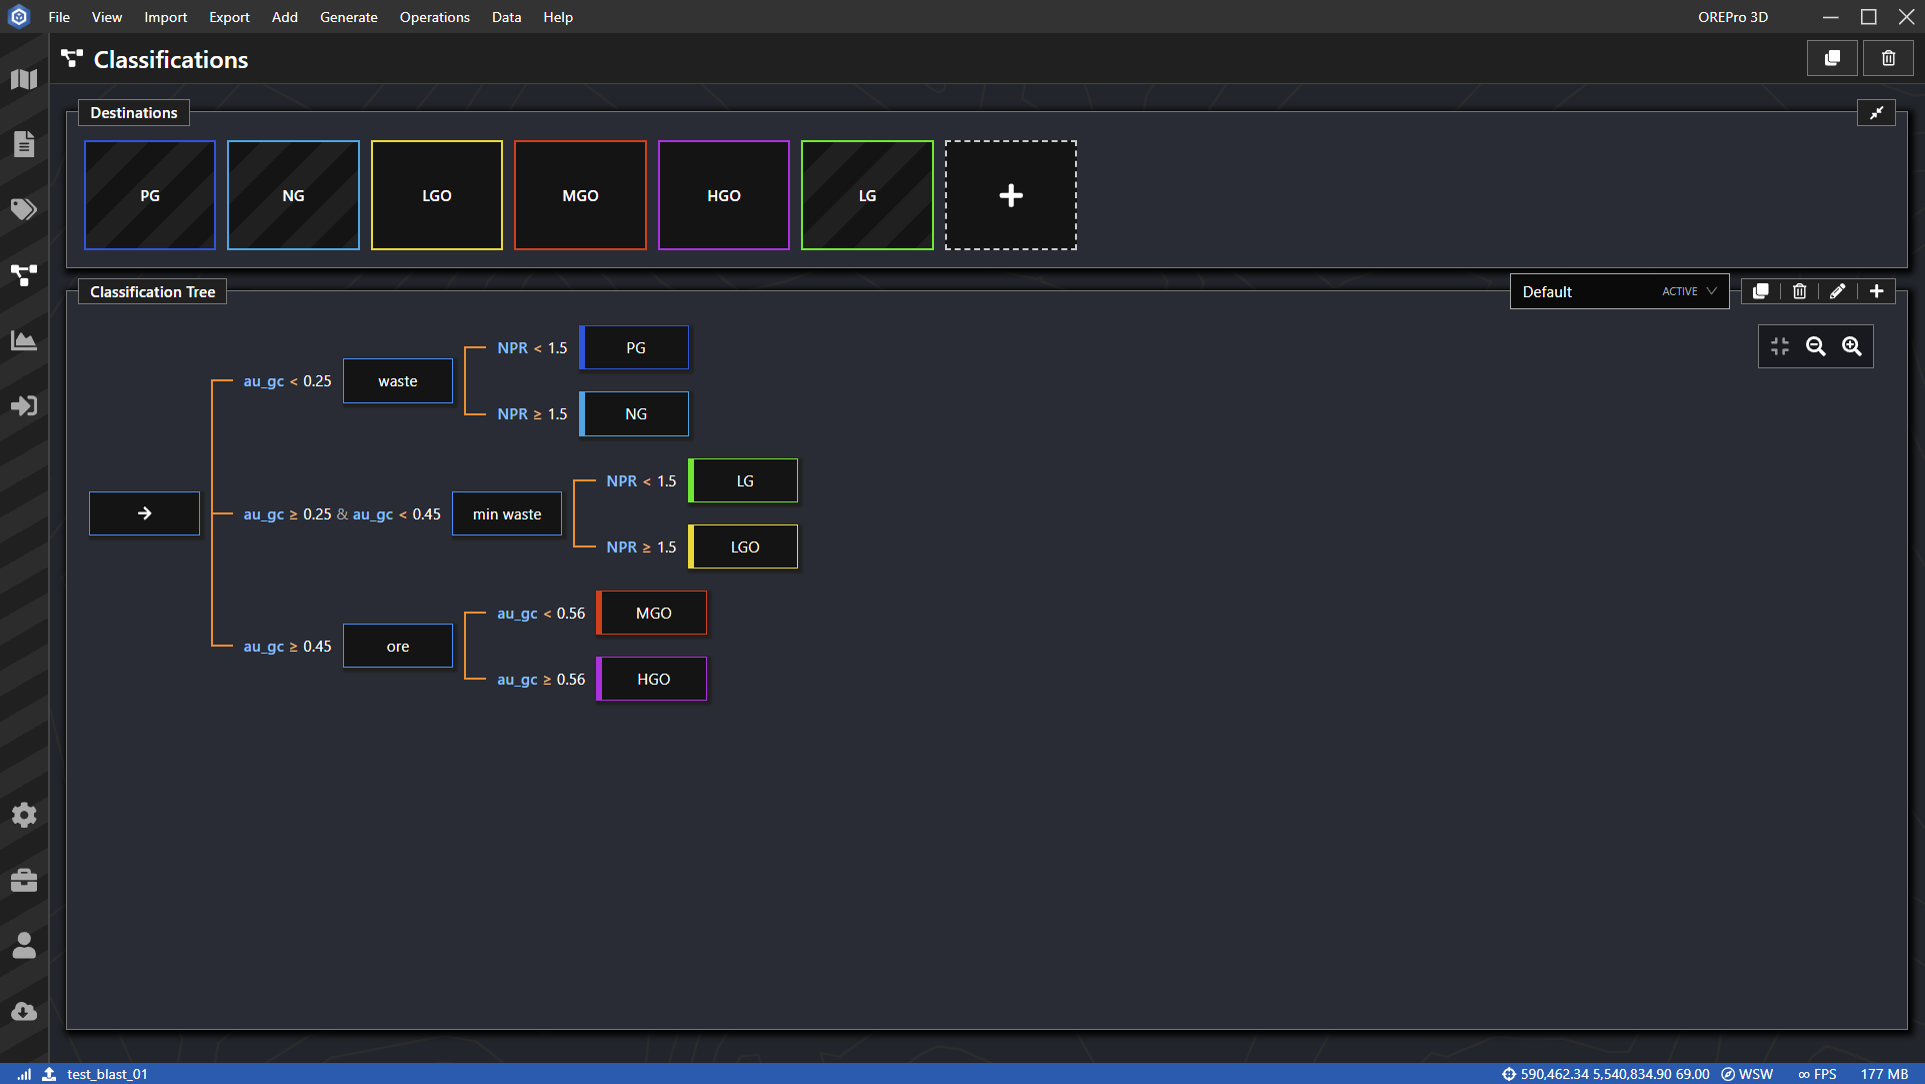 File View Import Export Add Generate Operations Data Help OREPro 3D
Classifications
Destinations
PG NG LGO MGO HGO LG
Classification Tree
Default ACTIVE
au_gc < 0.25 waste
NPR < 1.5 PG
NPR ≥ 1.5 NG
au_gc ≥ 0.25 & au_gc < 0.45 min waste
NPR < 1.5 LG
NPR ≥ 1.5 LGO
au_gc ≥ 0.45 ore
au_gc < 0.56 MGO
au_gc ≥ 0.56 HGO
test_blast_01 590,462.34 5,540,834.90 69.00 WSW ∞ FPS 177 MB